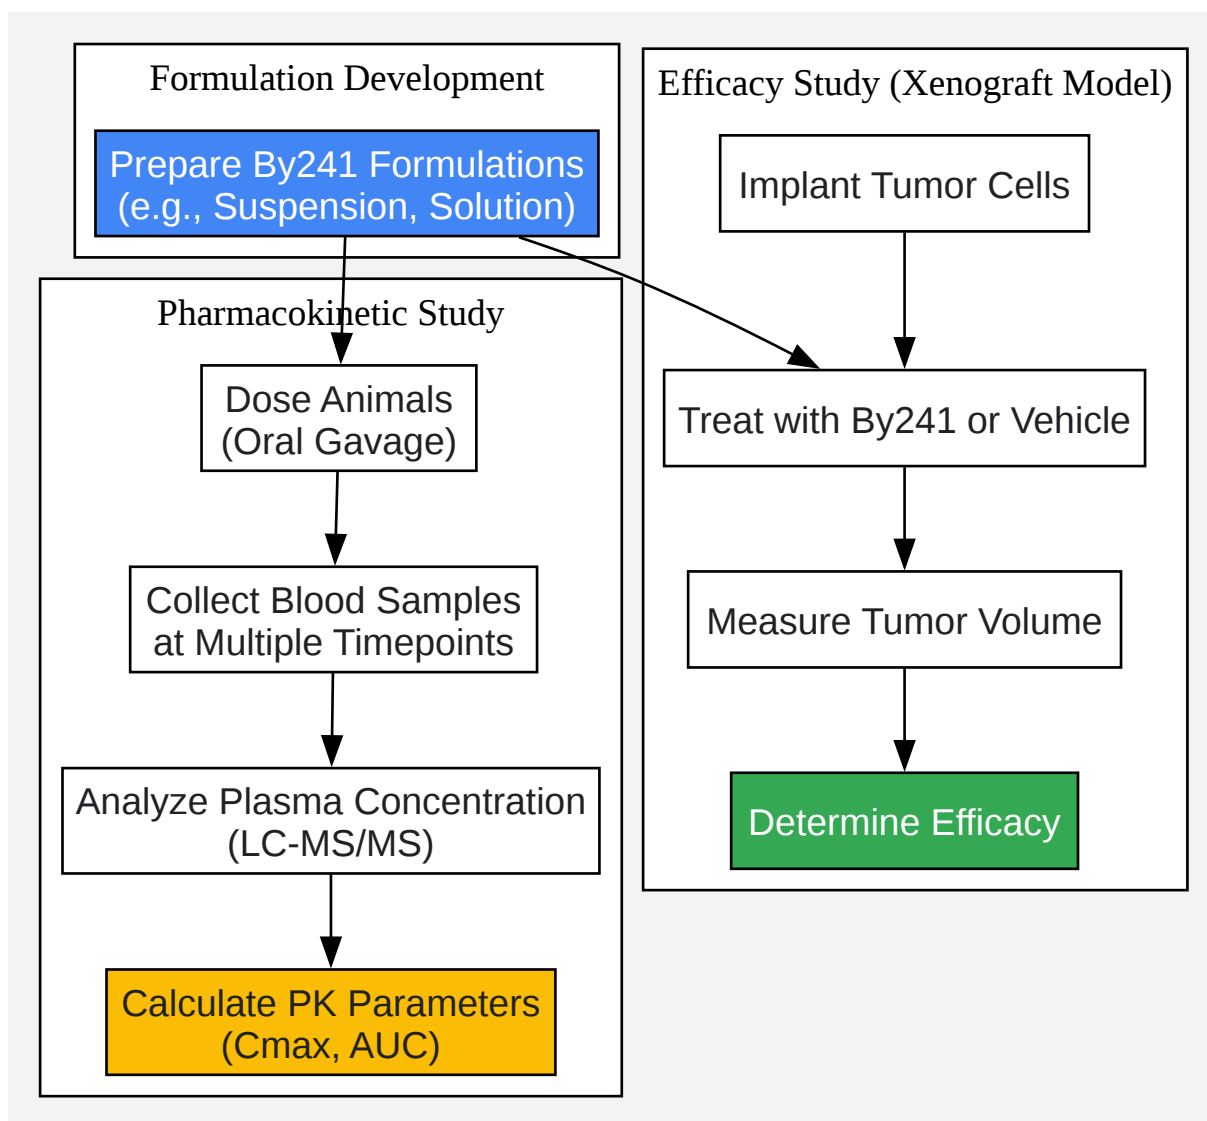 Formulation Development
Prepare By241 Formulations
(e.g., Suspension, Solution)
Pharmacokinetic Study
Dose Animals
(Oral Gavage)
Collect Blood Samples
at Multiple Timepoints
Analyze Plasma Concentration
(LC-MS/MS)
Calculate PK Parameters
(Cmax, AUC)
Efficacy Study (Xenograft Model)
Implant Tumor Cells
Treat with By241 or Vehicle
Measure Tumor Volume
Determine Efficacy